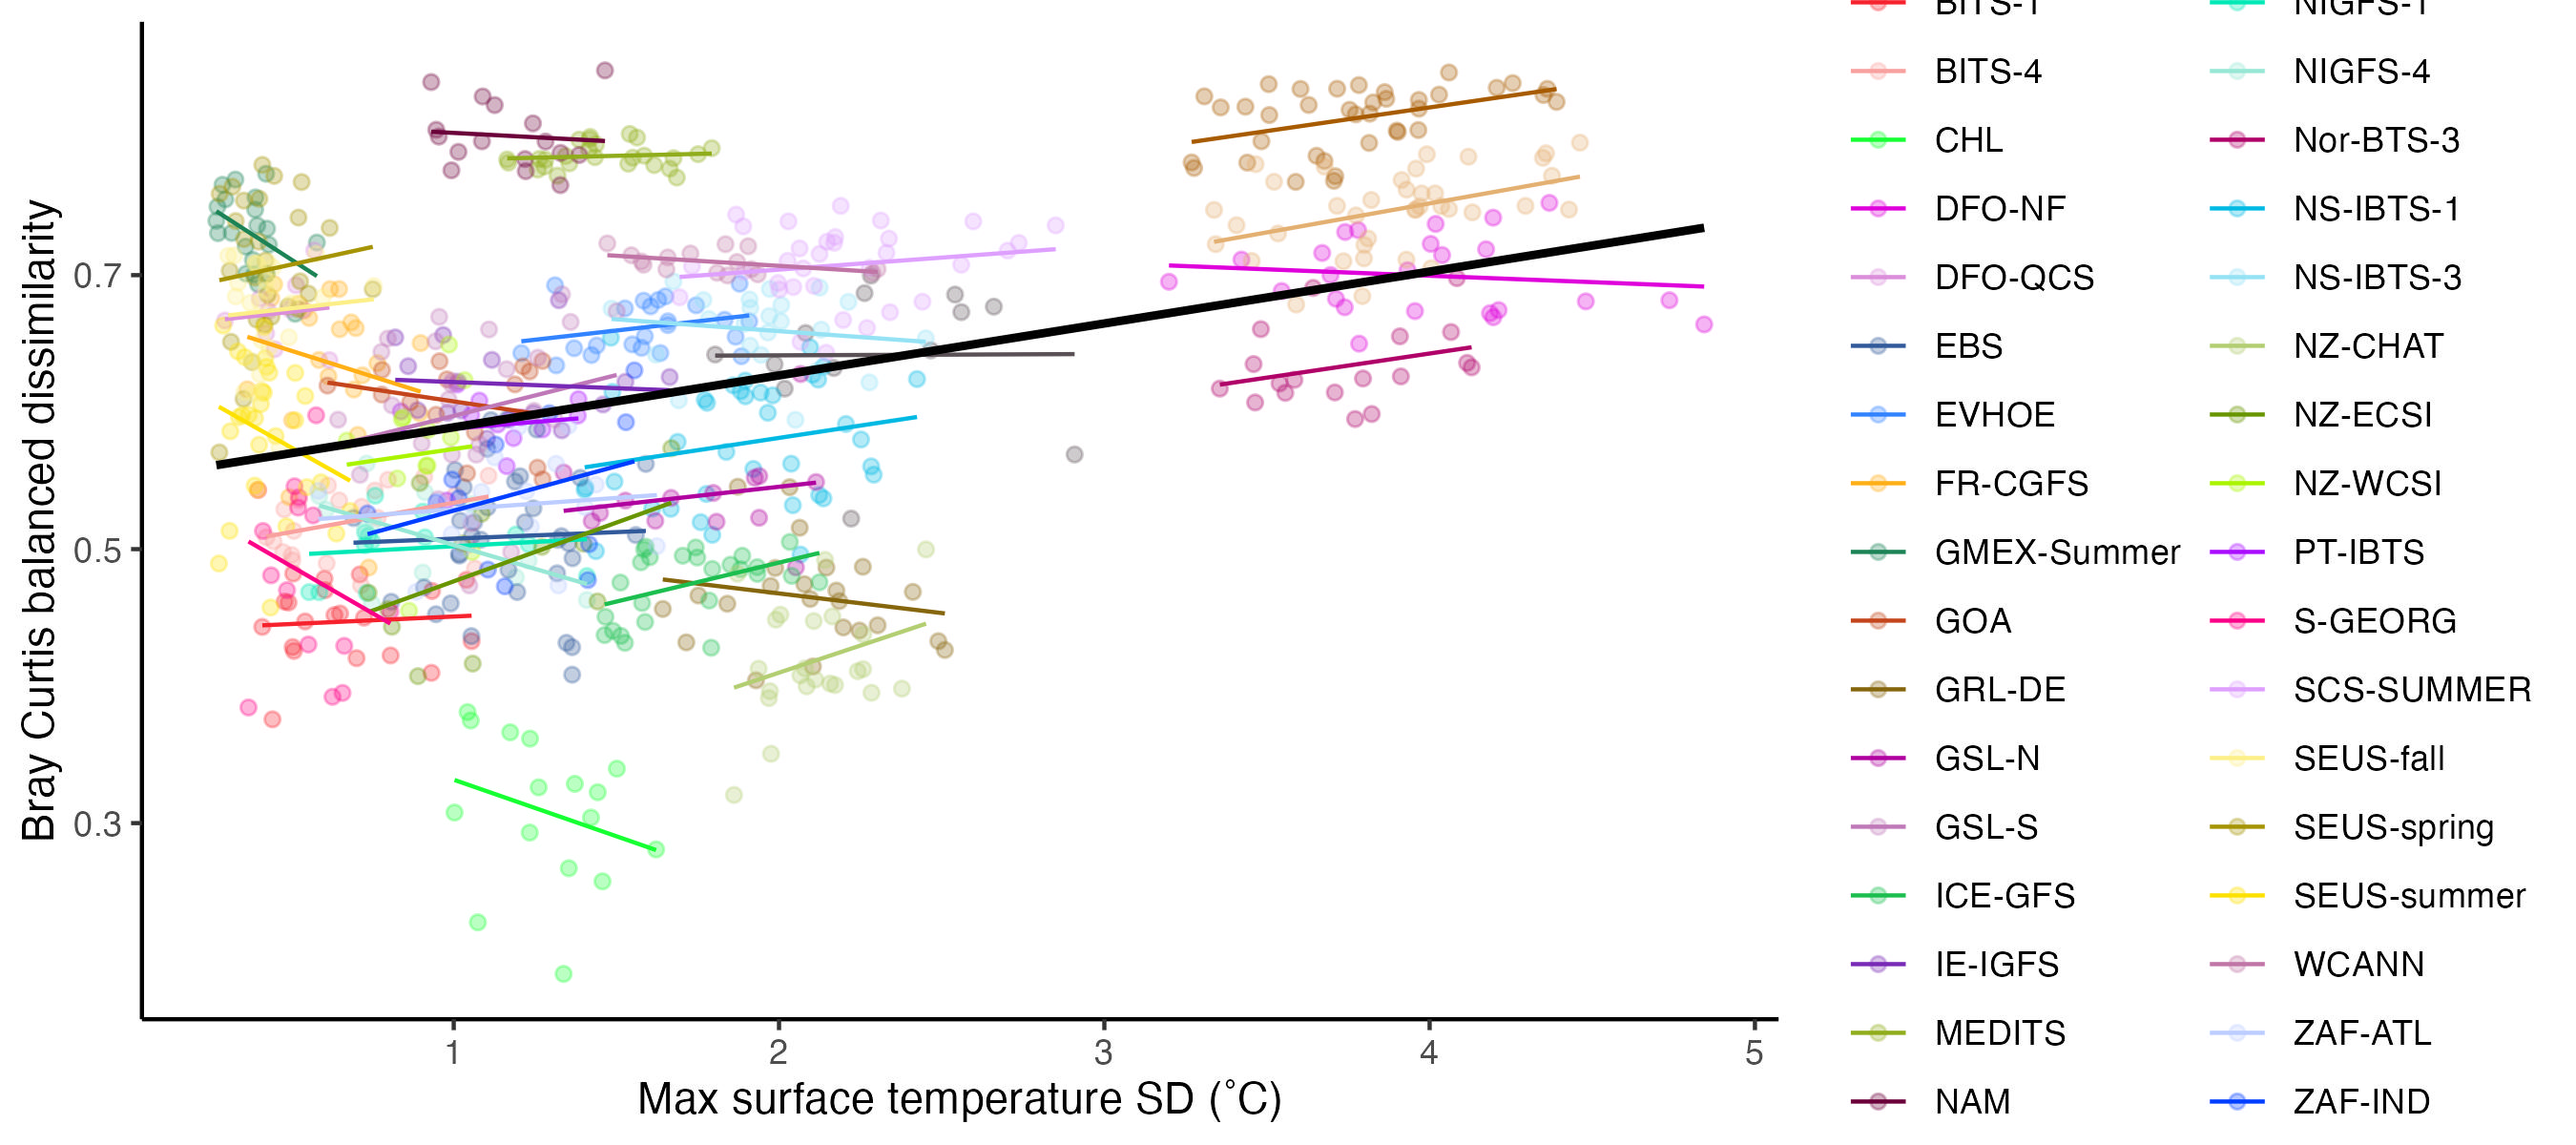 BITS-1 NIGFS-1
BITS-4 NIGFS-4
CHL Nor-BTS-3
DFO-NF NS-IBTS-1
DFO-QCS NS-IBTS-3
EBS NZ-CHAT
EVHOE NZ-ECSI
FR-CGFS NZ-WCSI
GMEX-Summer PT-IBTS
GOA S-GEORG
GRL-DE SCS-SUMMER
GSL-N SEUS-fall
GSL-S SEUS-spring
ICE-GFS SEUS-summer
IE-IGFS WCANN
MEDITS ZAF-ATL
NAM ZAF-IND
Bray Curtis balanced dissimilarity
0.7
0.5
0.3
1 2 3 4 5
Max surface temperature SD (°C)